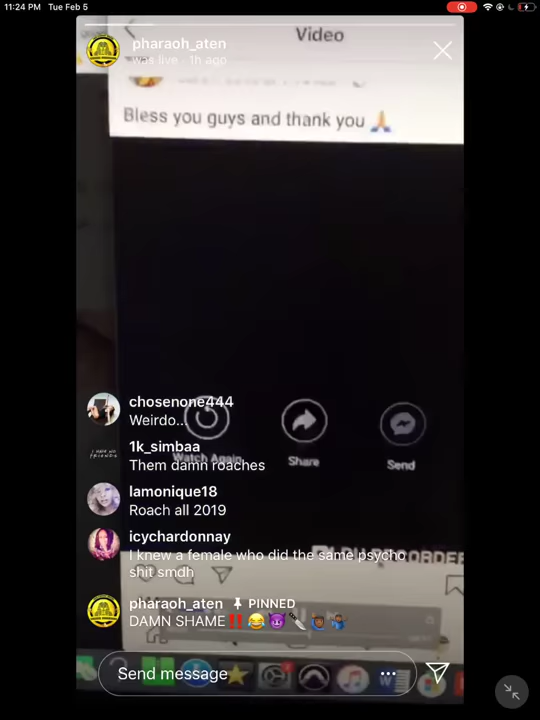 11:24 PM Tue Feb 5
Video
pharaoh_aten
was live · 1h ago
Bless you guys and thank you 🙏
chosenone444
Weirdo...
1k_simbaa
Watch Again
Share
Send
Them damn roaches
lamonique18
Roach all 2019
icychardonnay
I knew a female who did the same psycho
shit smdh
pharaoh_aten PINNED
DAMN SHAME‼️😂😈🔪
Send message